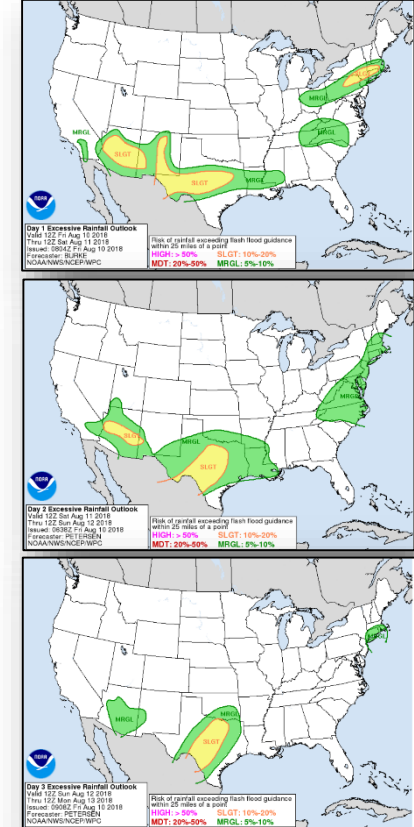 SLGT
MRGL
MRGL
MRGL
SLGT
SLGT
MRGL
NOAA
Day 1 Excessive Rainfall Outlook
Valid 12Z Fri Aug 10 2018
Thru 12Z Sat Aug 11 2018
Issued: 0804Z Fri Aug 10 2018
Forecaster: BURKE
NOAA/NWS/NCEP/WPC
Risk of rainfall exceeding flash flood guidance
within 25 miles of a point
HIGH: > 50% SLGT: 10%-20%
MDT: 20%-50% MRGL: 5%-10%
MRGL
MRGL
SLGT
SLGT
NOAA
Day 2 Excessive Rainfall Outlook
Valid 12Z Sat Aug 11 2018
Thru 12Z Sun Aug 12 2018
Issued: 0638Z Fri Aug 10 2018
Forecaster: PETERSEN
NOAA/NWS/NCEP/WPC
Risk of rainfall exceeding flash flood guidance
within 25 miles of a point
HIGH: > 50% SLGT: 10%-20%
MDT: 20%-50% MRGL: 5%-10%
MRGL
MRGL
MRGL
SLGT
NOAA
Day 3 Excessive Rainfall Outlook
Valid 12Z Sun Aug 12 2018
Thru 12Z Mon Aug 13 2018
Issued: 0908Z Fri Aug 10 2018
Forecaster: PETERSEN
NOAA/NWS/NCEP/WPC
Risk of rainfall exceeding flash flood guidance
within 25 miles of a point
HIGH: > 50% SLGT: 10%-20%
MDT: 20%-50% MRGL: 5%-10%